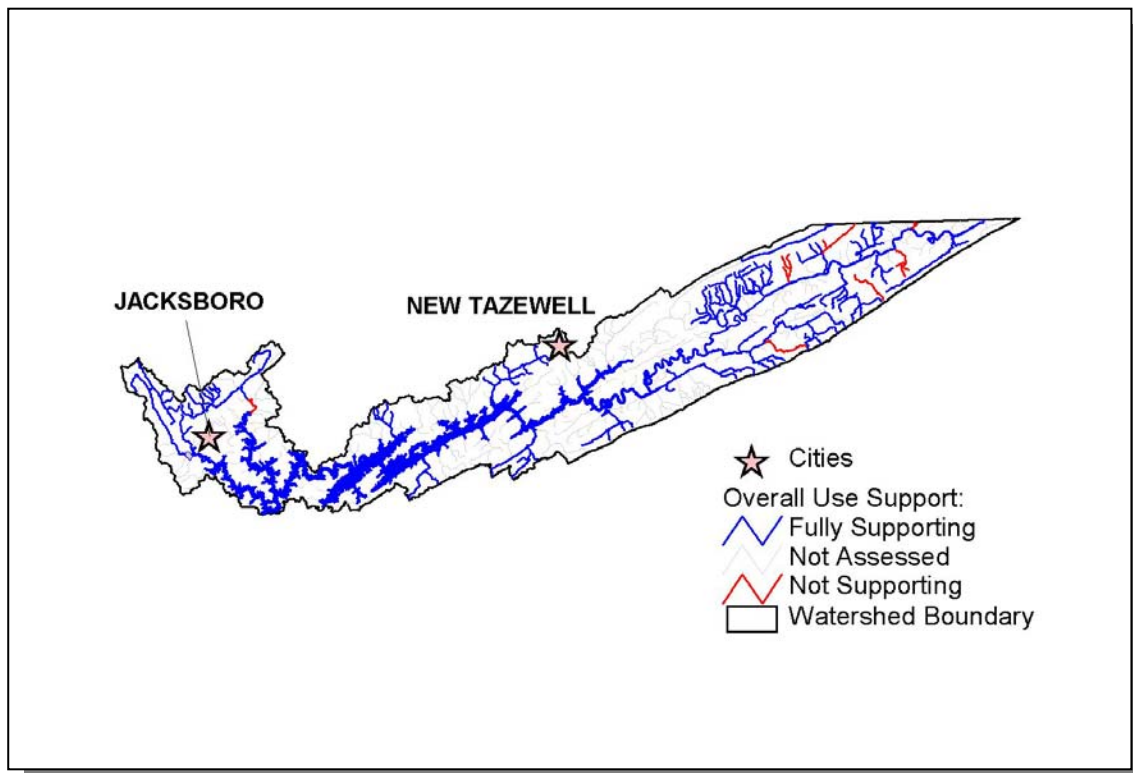 JACKSBORO
NEW TAZEWELL
Cities
Overall Use Support:
Fully Supporting
Not Assessed
Not Supporting
Watershed Boundary